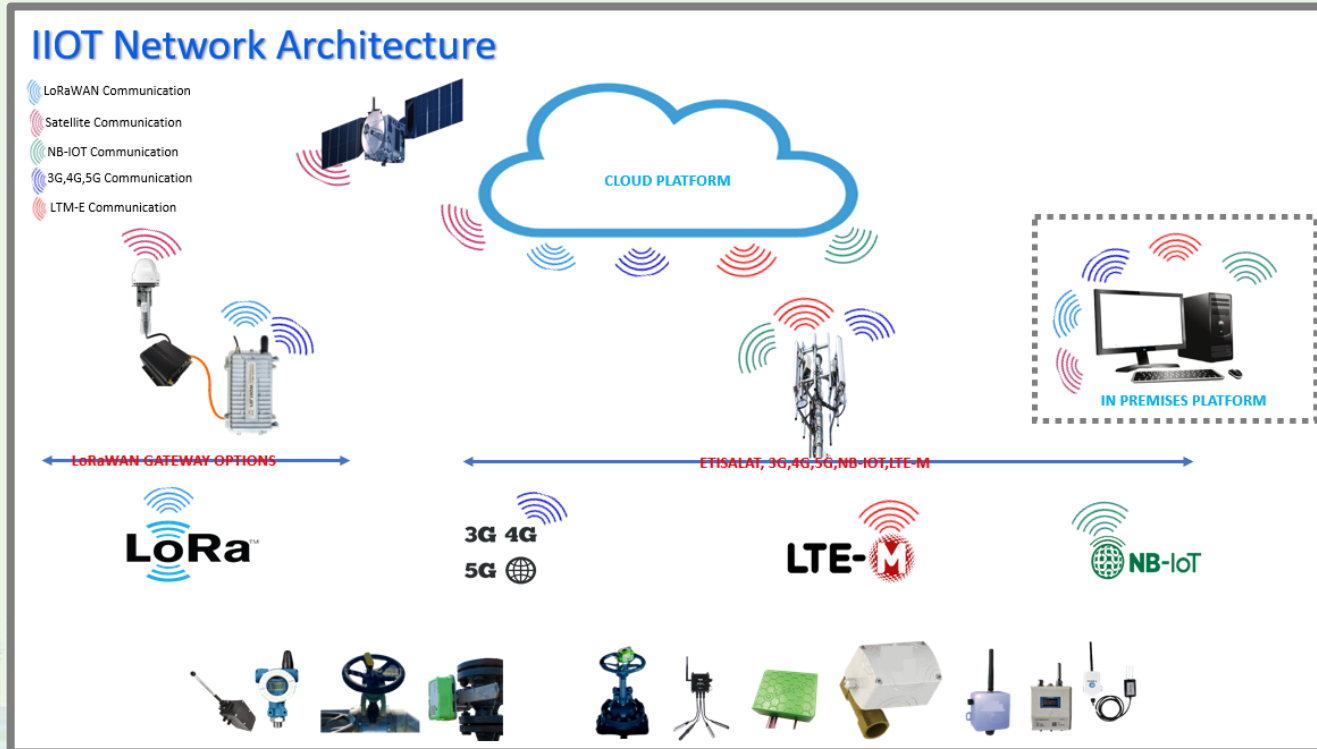 IIOT Network Architecture
LoRaWAN Communication
Satellite Communication
NB-IOT Communication
3G,4G,5G Communication
LTM-E Communication
CLOUD PLATFORM
IN PREMISES PLATFORM
LoRaWAN GATEWAY OPTIONS
ETISALAT, 3G,4G,5G,NB-IOT,LTE-M
LoRa™
3G 4G
5G
LTE-M
NB-IoT